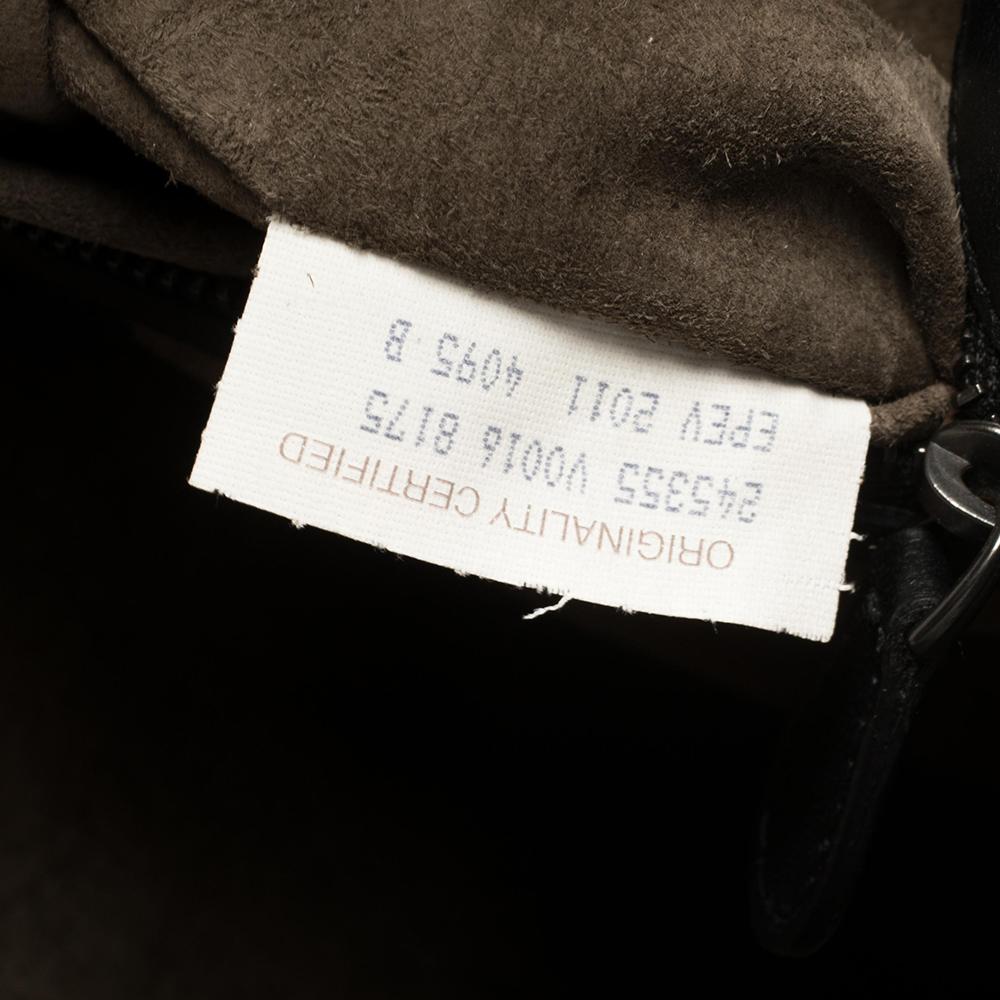 ORIGINALITY CERTIFIED
245355 V0016 8175
EPEV 2011 4095 B